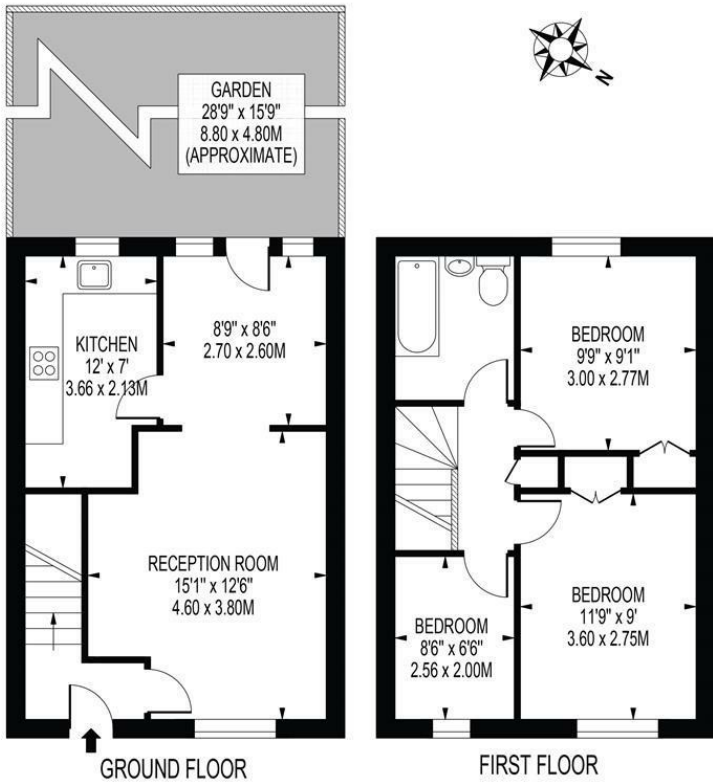 GARDEN
28'9" x 15'9"
8.80 x 4.80M
(APPROXIMATE)
N
KITCHEN
12' x 7'
3.66 x 2.13M
8'9" x 8'6"
2.70 x 2.60M
RECEPTION ROOM
15'1" x 12'6"
4.60 x 3.80M
GROUND FLOOR
BEDROOM
9'9" x 9'1"
3.00 x 2.77M
BEDROOM
11'9" x 9'
3.60 x 2.75M
BEDROOM
8'6" x 6'6"
2.56 x 2.00M
FIRST FLOOR